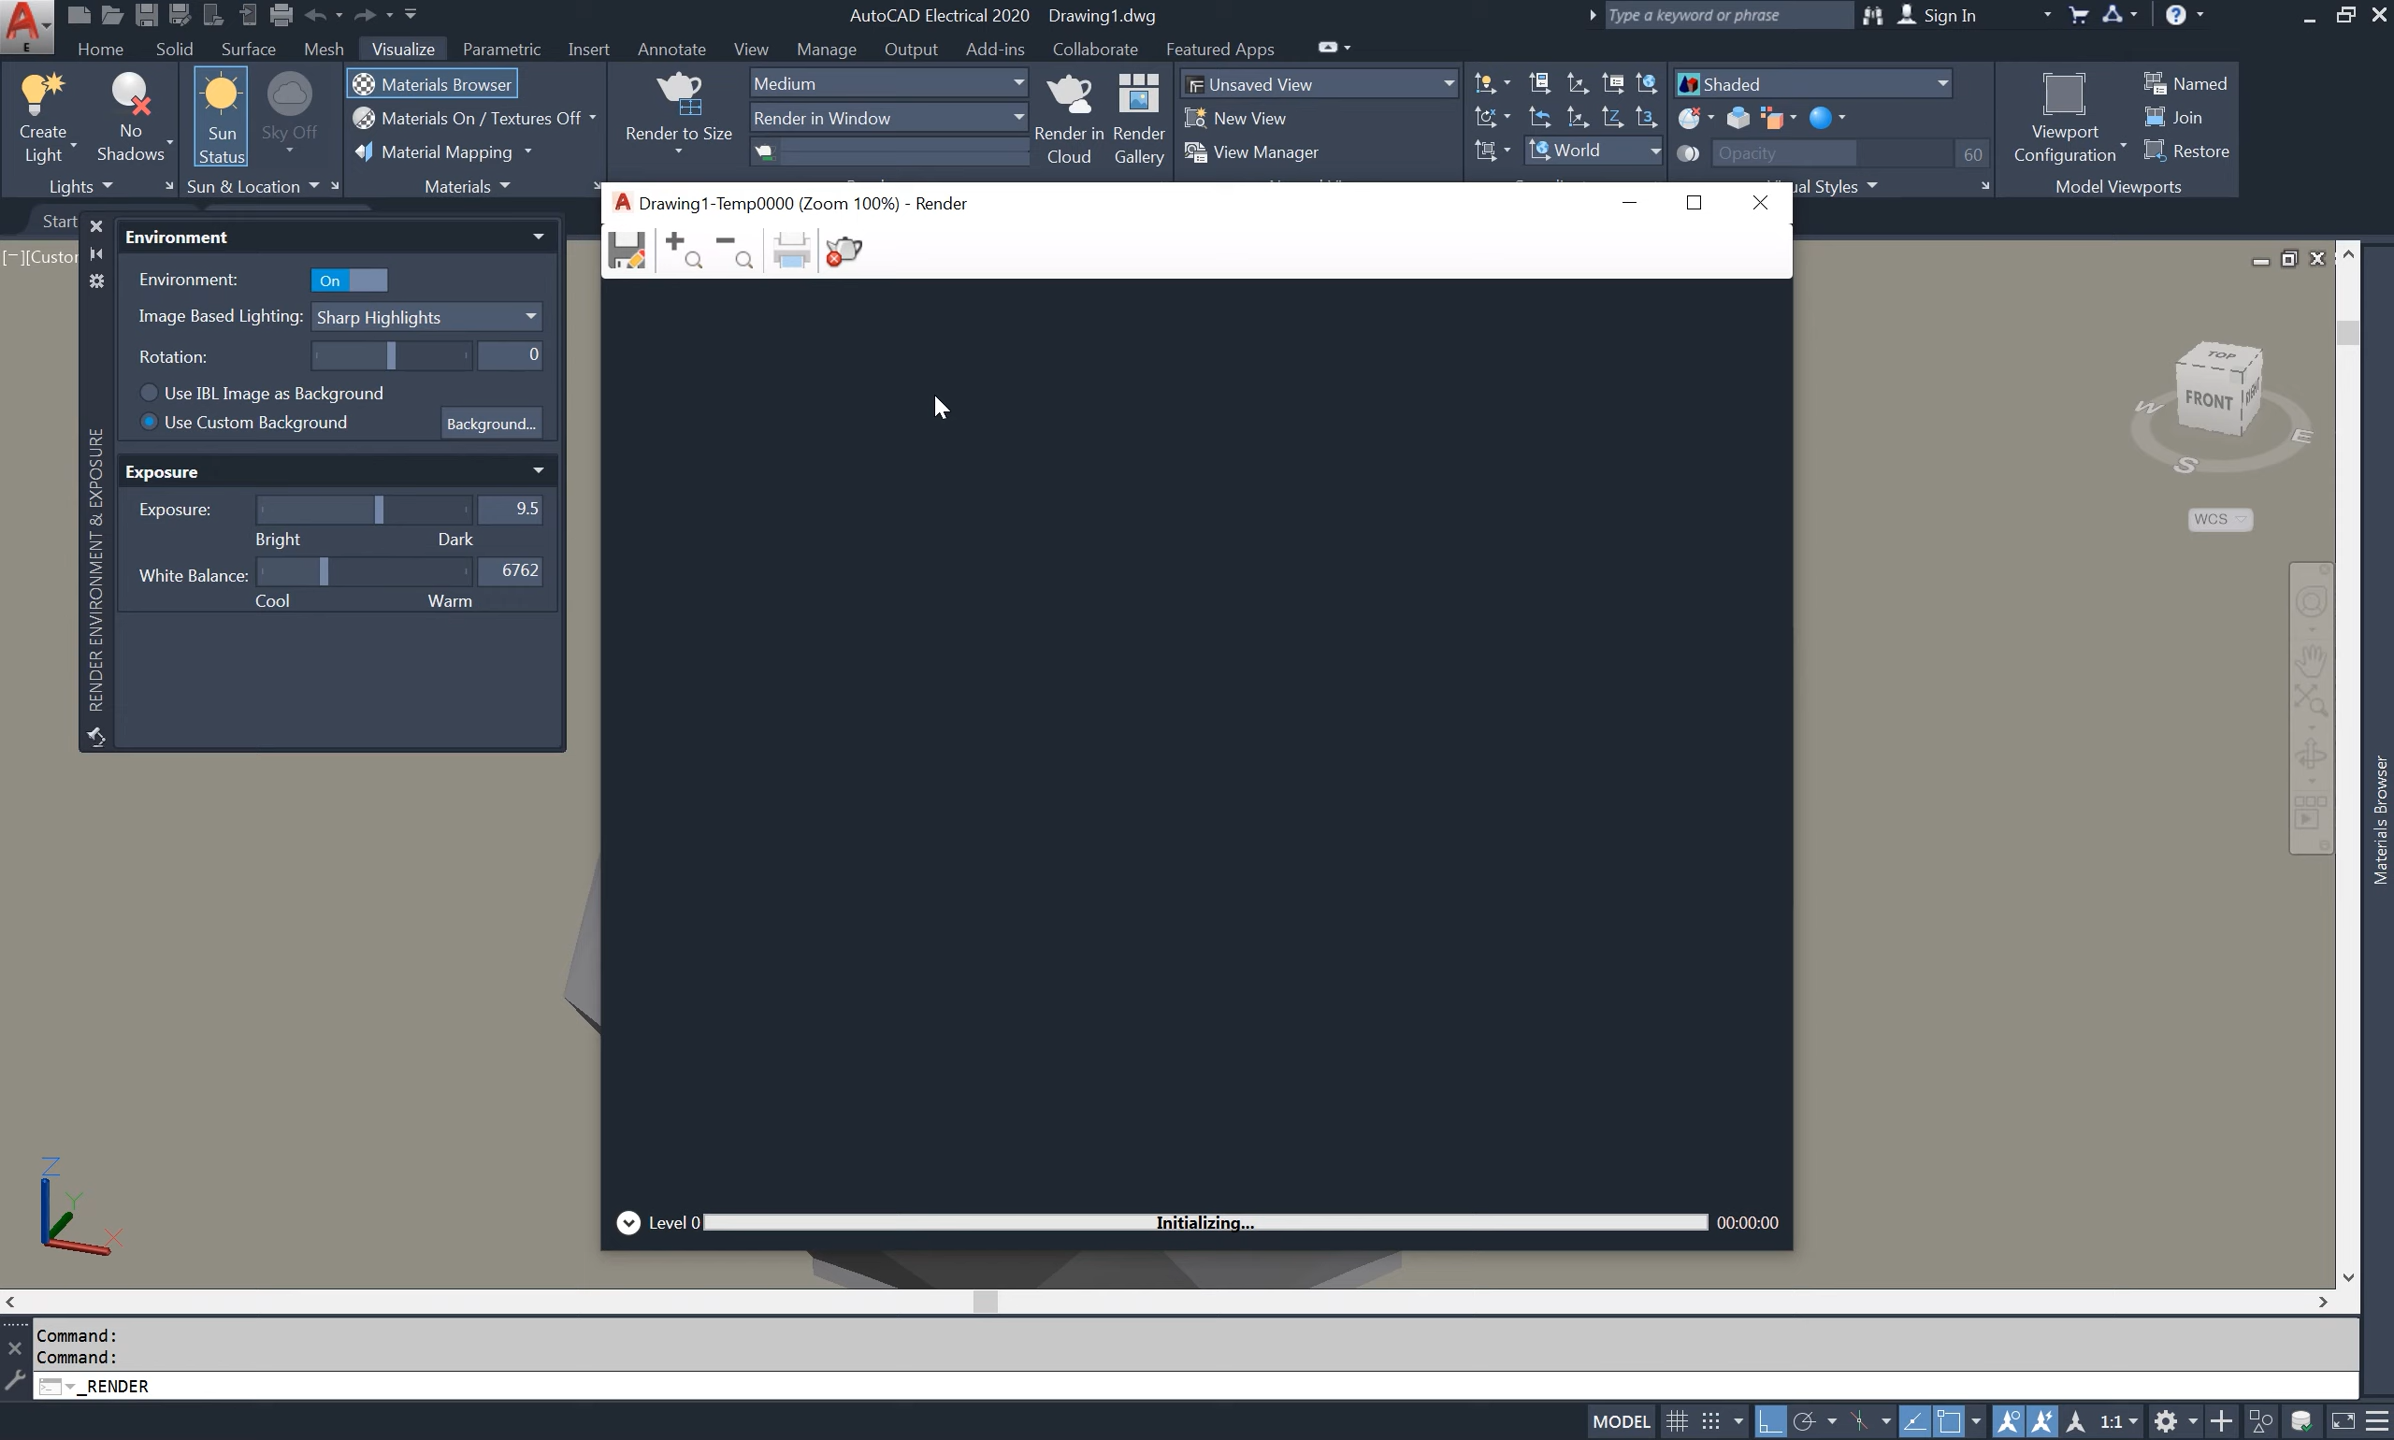 AutoCAD Electrical 2020 Drawing1.dwg
Type a keyword or phrase
Sign In
E
Home Solid Surface Mesh Visualize Parametric Insert Annotate View Manage Output Add-ins Collaborate Featured Apps
Create
Light
No
Shadows
Lights
Sun
Status
Sky Off
Sun & Location
Materials Browser
Materials On / Textures Off
Material Mapping
Materials
Render to Size
Medium
Render in Window
Render in
Cloud
Render
Gallery
Unsaved View
New View
View Manager
World
Shaded
Opacity 60
ual Styles
Viewport
Configuration
Named
Join
Restore
Model Viewports
Start
[−][Custor
RENDER ENVIRONMENT & EXPOSURE
Environment
Environment: On
Image Based Lighting: Sharp Highlights
Rotation: 0
Use IBL Image as Background
Use Custom Background Background...
Exposure
Exposure: 9.5
Bright Dark
White Balance: 6762
Cool Warm
Drawing1-Temp0000 (Zoom 100%) - Render
Level 0 Initializing... 00:00:00
TOP
FRONT
W
S
E
WCS
Materials Browser
Z
Y
X
Command:
Command:
_RENDER
MODEL 1:1